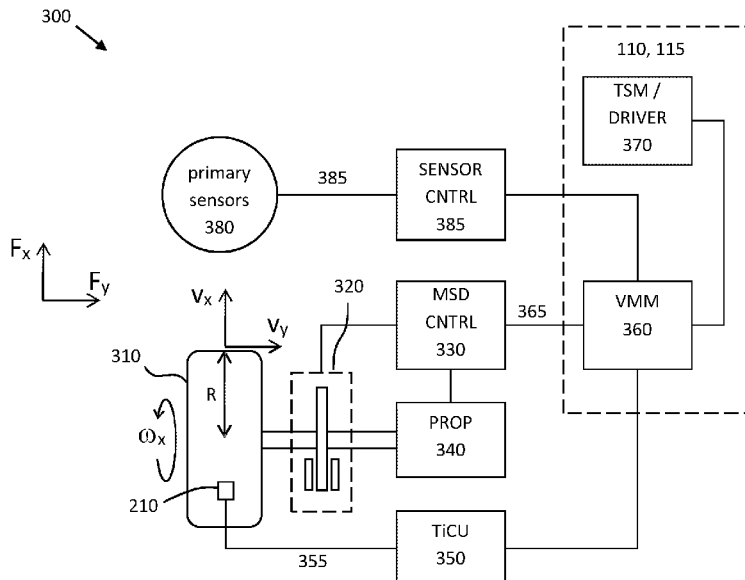 300
110, 115
TSM /
DRIVER
370
primary
sensors
380
385
SENSOR
CNTRL
385
Fx
Fy
vx
vy
320
MSD
CNTRL
330
365
VMM
360
310
R
ωx
PROP
340
210
355
TiCU
350